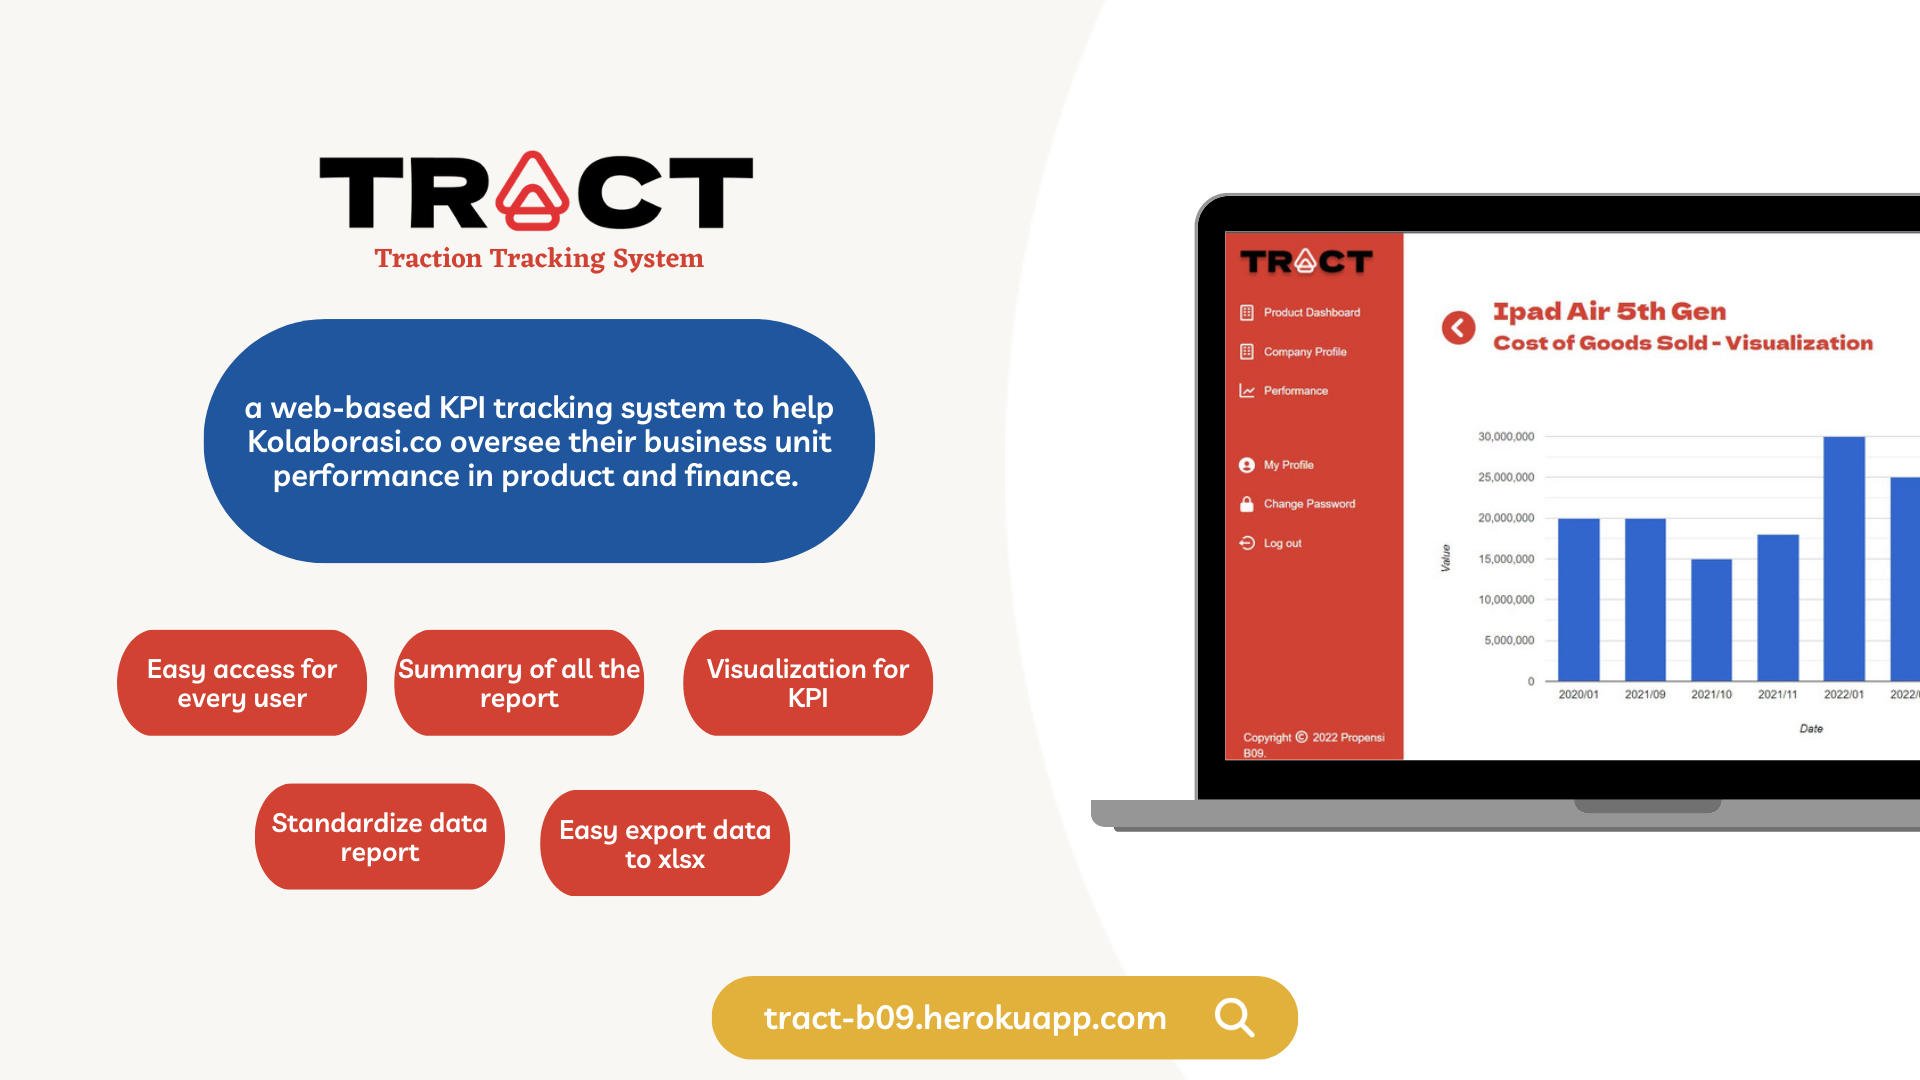 TRACT
Traction Tracking System
a web-based KPI tracking system to help
Kolaborasi.co oversee their business unit
performance in product and finance.
Easy access for
every user
Summary of all the
report
Visualization for
KPI
Standardize data
report
Easy export data
to xlsx
tract-b09.herokuapp.com
TRACT
Product Dashboard
Company Profile
Performance
My Profile
Change Password
Log out
Copyright © 2022 Propensi
B09.
Ipad Air 5th Gen
Cost of Goods Sold - Visualization
30,000,000
25,000,000
20,000,000
15,000,000
10,000,000
5,000,000
0
Value
2020/01 2021/09 2021/10 2021/11 2022/01
Date